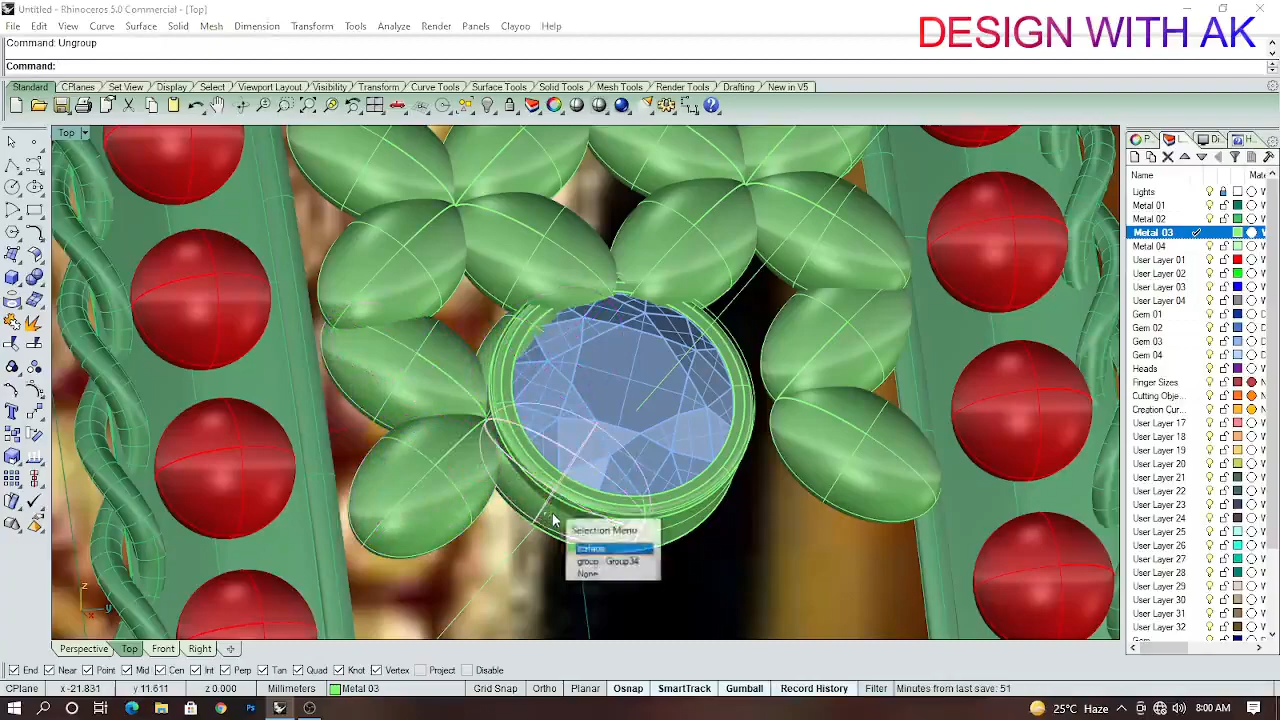 Untitled - Rhinoceros 5.0 Commercial - [Top]
DESIGN WITH AK
File Edit View Curve Surface Solid Mesh Dimension Transform Tools Analyze Render Panels Clayoo Help
Command: Ungroup
Command:
Standard CPlanes Set View Display Select Viewport Layout Visibility Transform Curve Tools Surface Tools Solid Tools Mesh Tools Render Tools Drafting New in V5
Top
P... L... Di... H...
Name Mate
Lights
Metal 01
Metal 02
Metal 03
Metal 04
User Layer 01
User Layer 02
User Layer 03
User Layer 04
Gem 01
Gem 02
Gem 03
Gem 04
Heads
Finger Sizes
Cutting Obje...
Creation Cur...
User Layer 17
User Layer 18
User Layer 19
User Layer 20
User Layer 21
User Layer 22
User Layer 23
User Layer 24
User Layer 25
User Layer 26
User Layer 27
User Layer 28
User Layer 29
User Layer 30
User Layer 31
User Layer 32
Selection Menu
surface
group Group34
None
z
y
x
Perspective Top Front Right
End Near Point Mid Cen Int Perp Tan Quad Knot Vertex Project Disable
CPlane x -21.831 y 11.611 z 0.000 Millimeters Metal 03 Grid Snap Ortho Planar Osnap SmartTrack Gumball Record History Filter Minutes from last save: 51
25°C Haze 8:00 AM